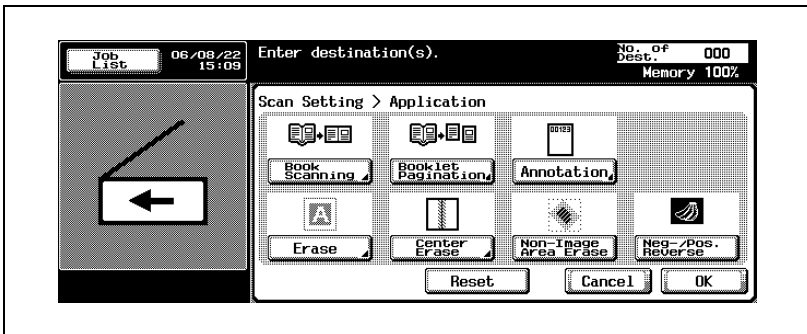 Job List
06/08/22
15:09
Enter destination(s).
No. of Dest.
000
Memory 100%
Scan Setting > Application
00123
Book Scanning
Booklet Pagination
Annotation
A
Erase
Center Erase
Non-Image Area Erase
Neg-/Pos. Reverse
Reset
Cancel
OK